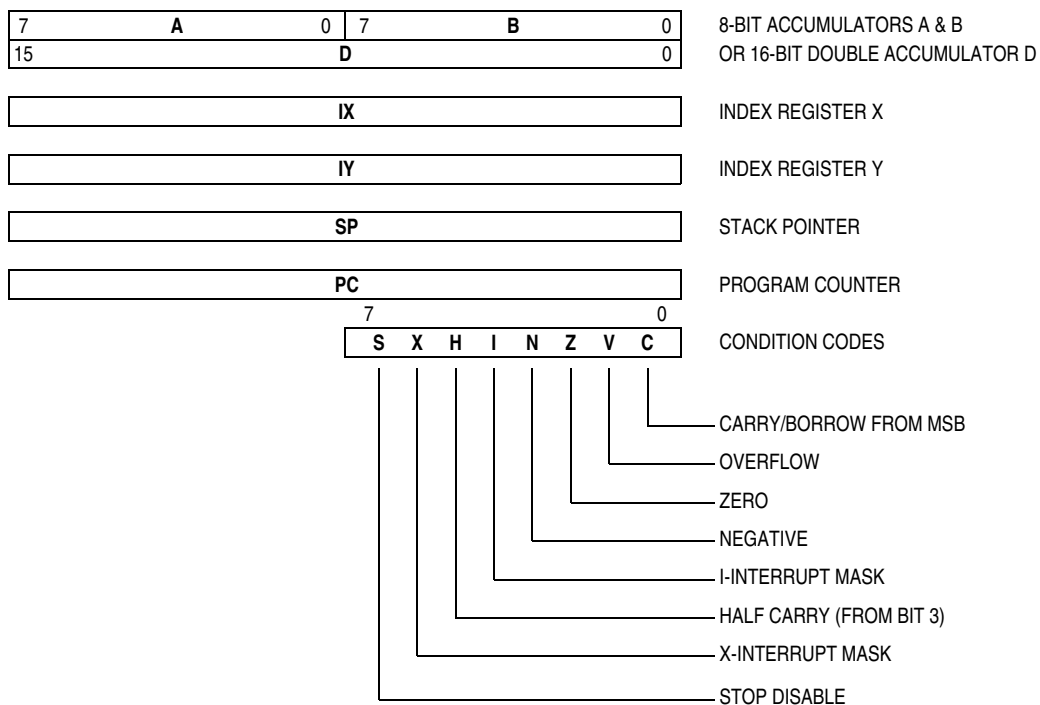 7 A 0 7 B 0 8-BIT ACCUMULATORS A & B
15 D 0 OR 16-BIT DOUBLE ACCUMULATOR D
IX INDEX REGISTER X
IY INDEX REGISTER Y
SP STACK POINTER
PC PROGRAM COUNTER
7 0
S X H I N Z V C CONDITION CODES
CARRY/BORROW FROM MSB
OVERFLOW
ZERO
NEGATIVE
I-INTERRUPT MASK
HALF CARRY (FROM BIT 3)
X-INTERRUPT MASK
STOP DISABLE